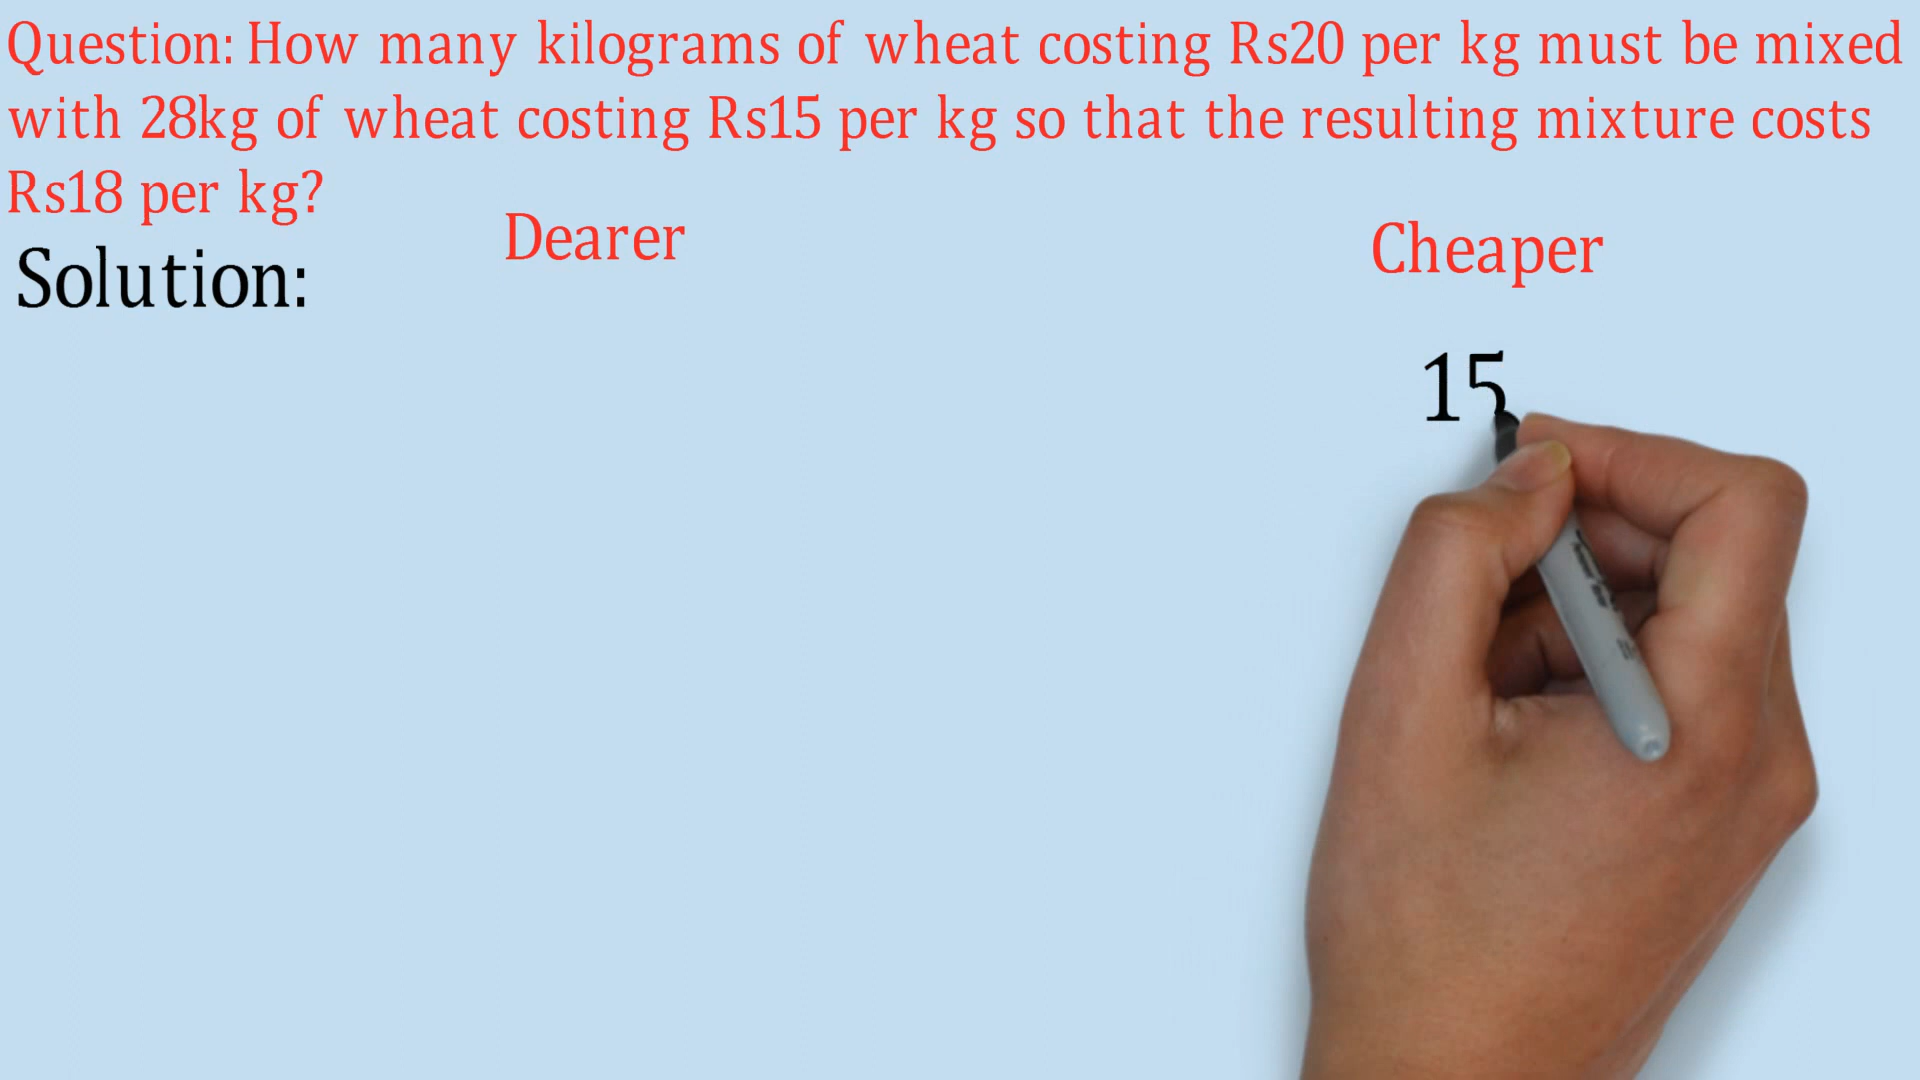 Question: How many kilograms of wheat costing Rs20 per kg must be mixed
with 28kg of wheat costing Rs15 per kg so that the resulting mixture costs
Rs18 per kg?
Dearer
Cheaper
Solution:
15